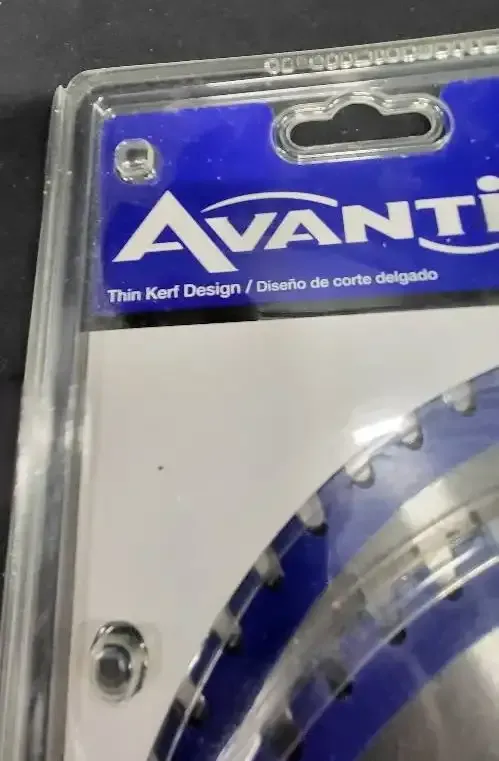 AVANTI
Thin Kerf Design / Diseño de corte delgado